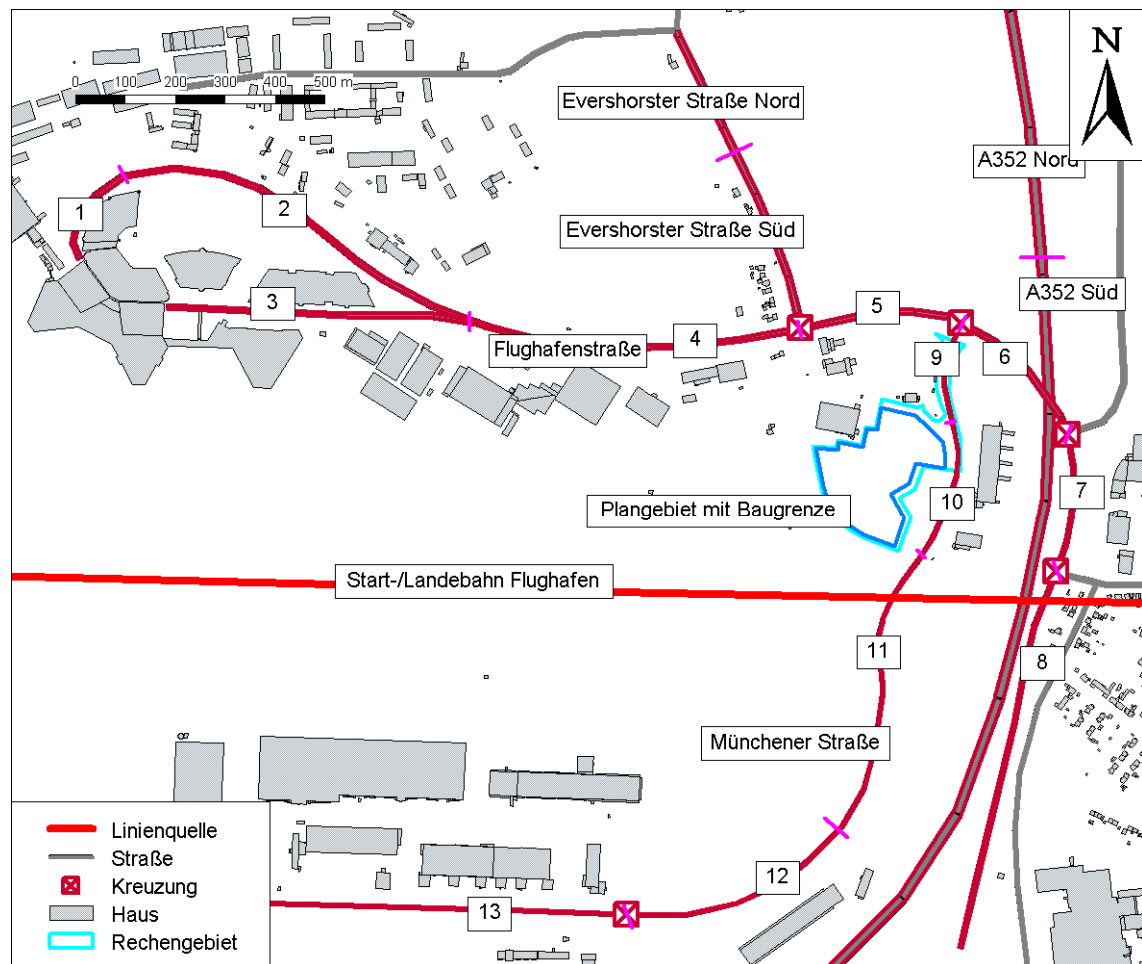 N
0 100 200 300 400 500 m
Evershorster Straße Nord
A352 Nord
1
2
Evershorster Straße Süd
A352 Süd
3
5
4
Flughafenstraße
9
6
7
10
Plangebiet mit Baugrenze
Start-/Landebahn Flughafen
11
8
Münchener Straße
12
13
Linienquelle
Straße
Kreuzung
Haus
Rechengebiet